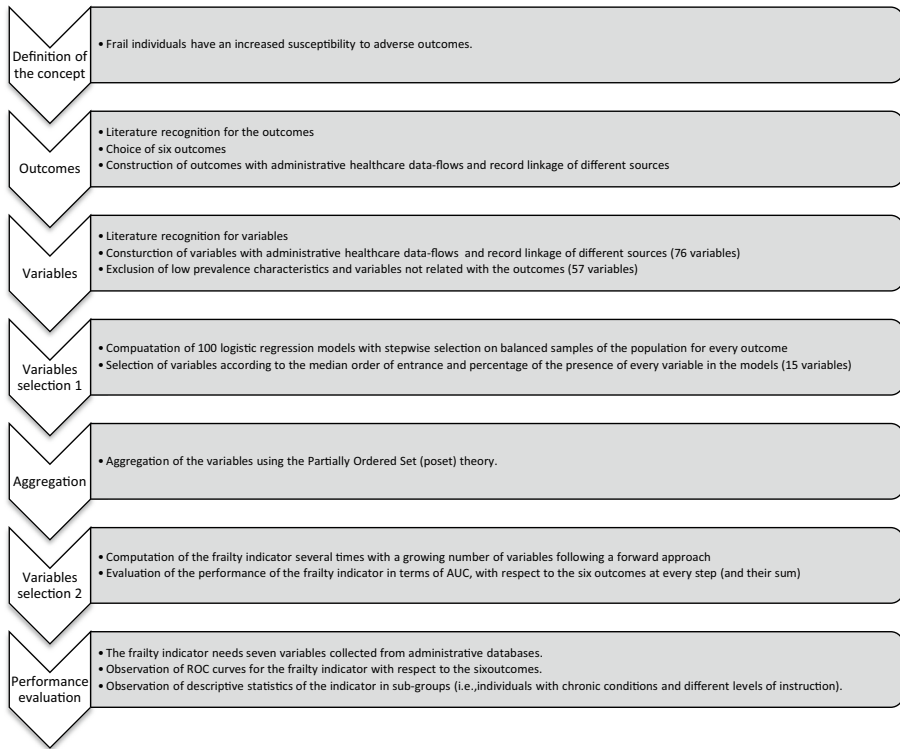 Definition of
the concept
• Frail individuals have an increased susceptibility to adverse outcomes.
Outcomes
• Literature recognition for the outcomes
• Choice of six outcomes
• Construction of outcomes with administrative healthcare data-flows and record linkage of different sources
Variables
• Literature recognition for variables
• Consturction of variables with administrative healthcare data-flows and record linkage of different sources (76 variables)
• Exclusion of low prevalence characteristics and variables not related with the outcomes (57 variables)
Variables
selection 1
• Compuatation of 100 logistic regression models with stepwise selection on balanced samples of the population for every outcome
• Selection of variables according to the median order of entrance and percentage of the presence of every variable in the models (15 variables)
Aggregation
• Aggregation of the variables using the Partially Ordered Set (poset) theory.
Variables
selection 2
• Computation of the frailty indicator several times with a growing number of variables following a forward approach
• Evaluation of the performance of the frailty indicator in terms of AUC, with respect to the six outcomes at every step (and their sum)
Performance
evaluation
• The frailty indicator needs seven variables collected from administrative databases.
• Observation of ROC curves for the frailty indicator with respect to the sixoutcomes.
• Observation of descriptive statistics of the indicator in sub-groups (i.e.,individuals with chronic conditions and different levels of instruction).